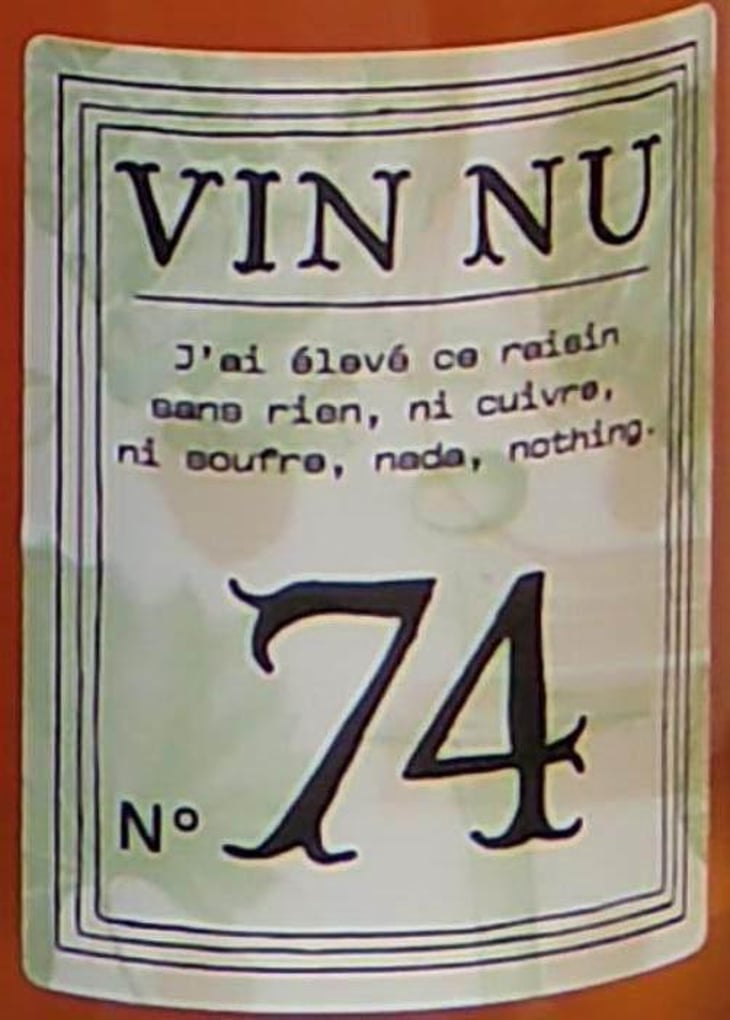 VIN NU
J'ai élevé ce raisin
sans rien, ni cuivre,
ni soufre, nada, nothing.
N° 74